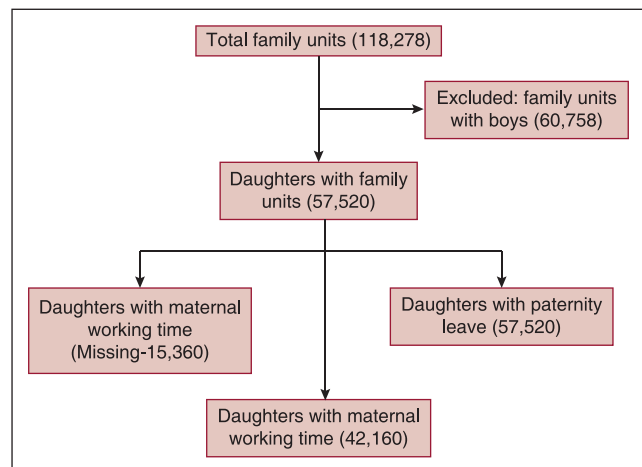 Total family units (118,278)
Excluded: family units
with boys (60,758)
Daughters with family
units (57,520)
Daughters with maternal
working time
(Missing-15,360)
Daughters with paternity
leave (57,520)
Daughters with maternal
working time (42,160)